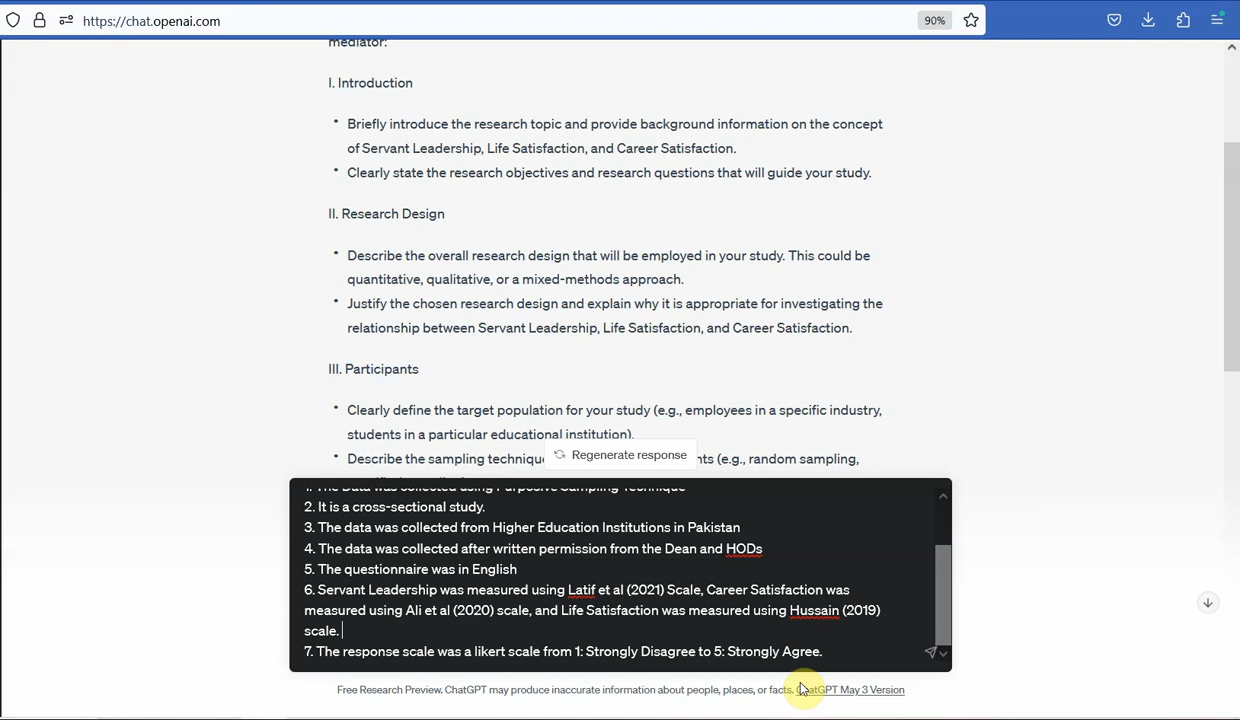 https://chat.openai.com
90%
mediator:
I. Introduction
• Briefly introduce the research topic and provide background information on the concept
of Servant Leadership, Life Satisfaction, and Career Satisfaction.
• Clearly state the research objectives and research questions that will guide your study.
II. Research Design
• Describe the overall research design that will be employed in your study. This could be
quantitative, qualitative, or a mixed-methods approach.
• Justify the chosen research design and explain why it is appropriate for investigating the
relationship between Servant Leadership, Life Satisfaction, and Career Satisfaction.
III. Participants
• Clearly define the target population for your study (e.g., employees in a specific industry,
students in a particular educational institution).
• Describe the sampling (e.g., random sampling,
Regenerate response
1. The Data was collected using Purposive Sampling Technique
2. It is a cross-sectional study.
3. The data was collected from Higher Education Institutions in Pakistan
4. The data was collected after written permission from the Dean and HODs
5. The questionnaire was in English
6. Servant Leadership was measured using Latif et al (2021) Scale, Career Satisfaction was
measured using Ali et al (2020) scale, and Life Satisfaction was measured using Hussain (2019)
scale.
7. The response scale was a likert scale from 1: Strongly Disagree to 5: Strongly Agree.
Free Research Preview. ChatGPT may produce inaccurate information about people, places, or facts. ChatGPT May 3 Version